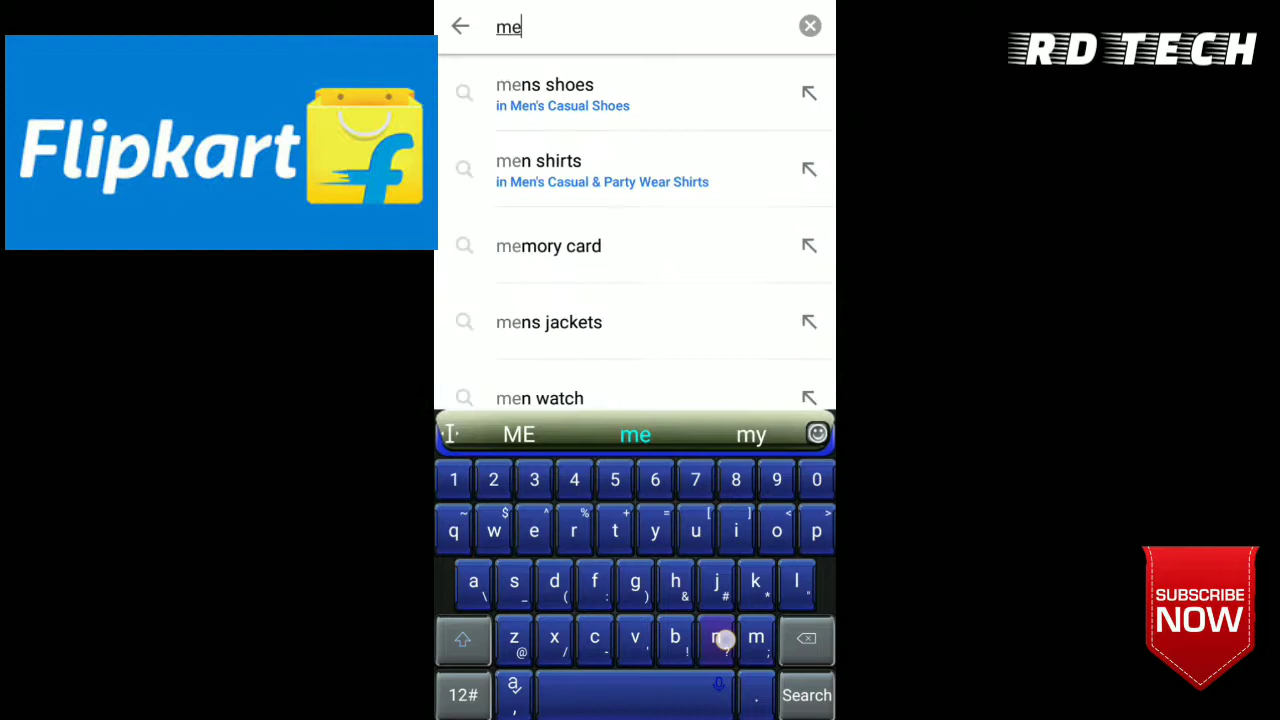 me
Flipkart
RD TECH
mens shoes
in Men's Casual Shoes
men shirts
in Men's Casual & Party Wear Shirts
memory card
mens jackets
men watch
ME me my
1 2 3 4 5 6 7 8 9 0
~ $ ^ % + = [ ] < >
q w e r t y u i o p
a s d f g h j k l
\ _ ( : ) & # * "
z x c v b n m
@ / - ' ! ? ;
12# a , . Search
SUBSCRIBE
NOW